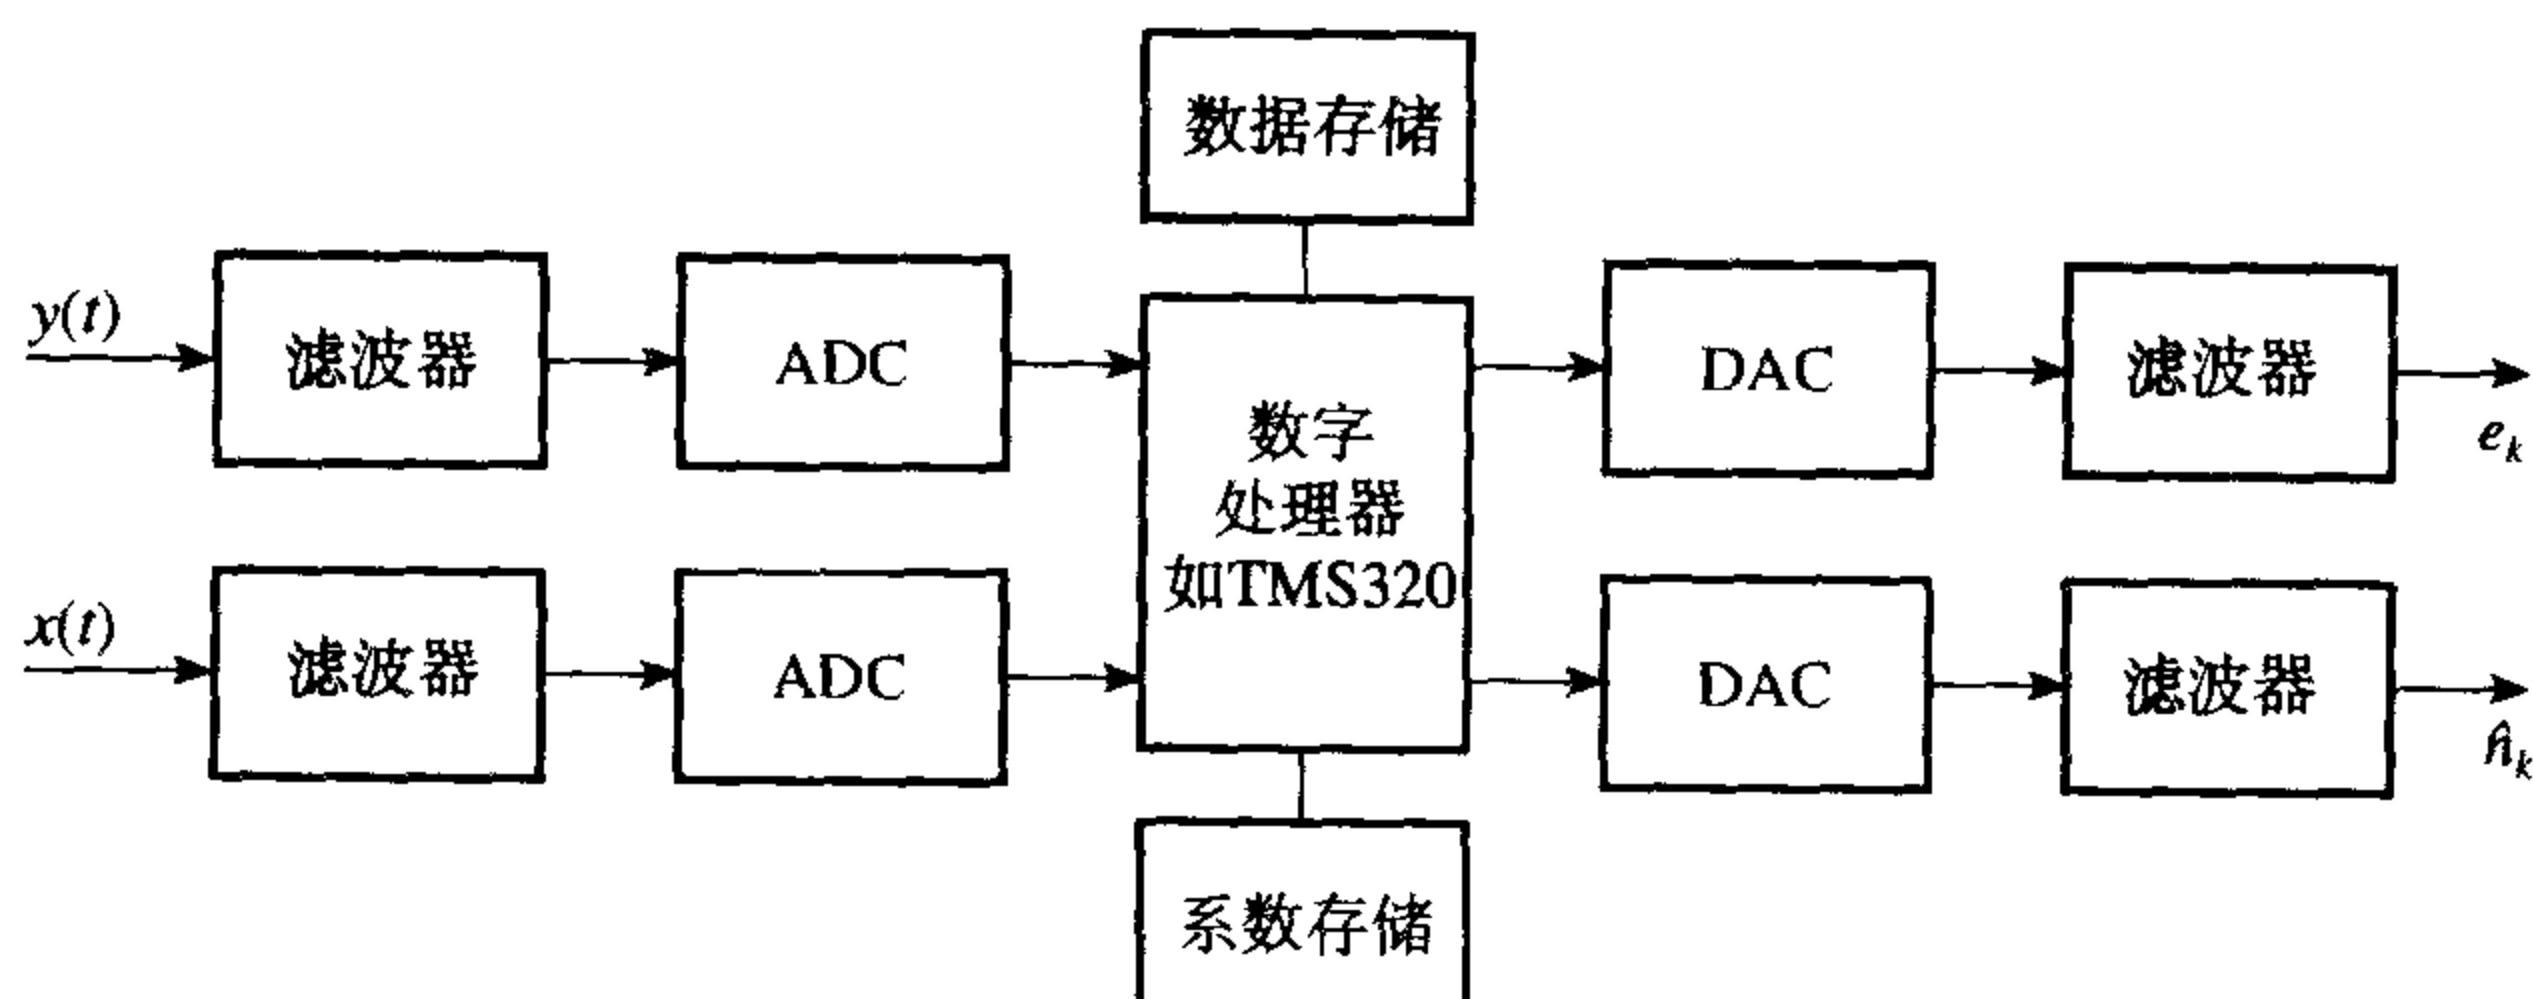 数据存储
y(t)
滤波器
ADC
数字
处理器
如TMS320
DAC
滤波器
e_k
x(t)
滤波器
ADC
DAC
滤波器
n̂_k
系数存储